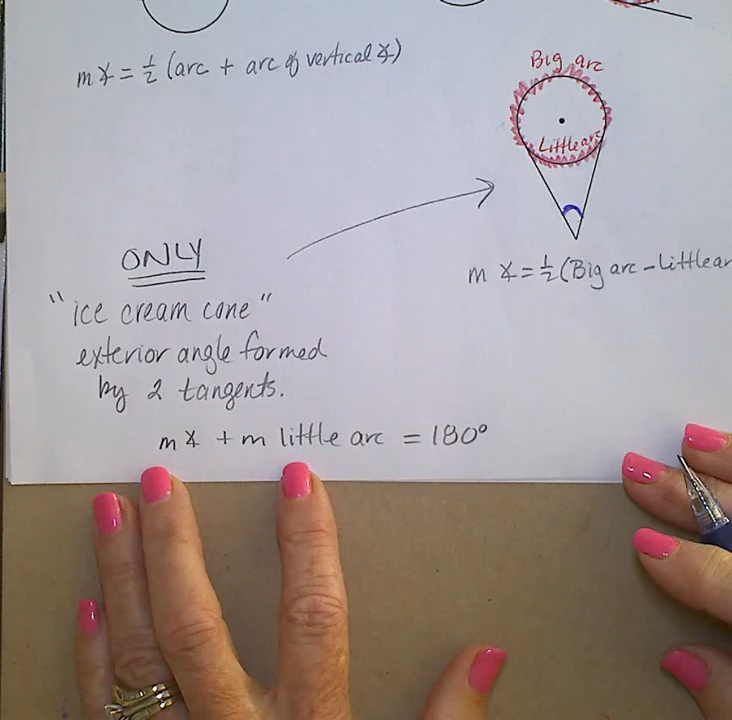 m∡ = ½ (arc + arc of vertical ∡)
Big arc
Little arc
m ∡ = ½ (Big arc - little ar
ONLY
"ice cream cone"
exterior angle formed
by 2 tangents.
m∡ + m little arc = 180°